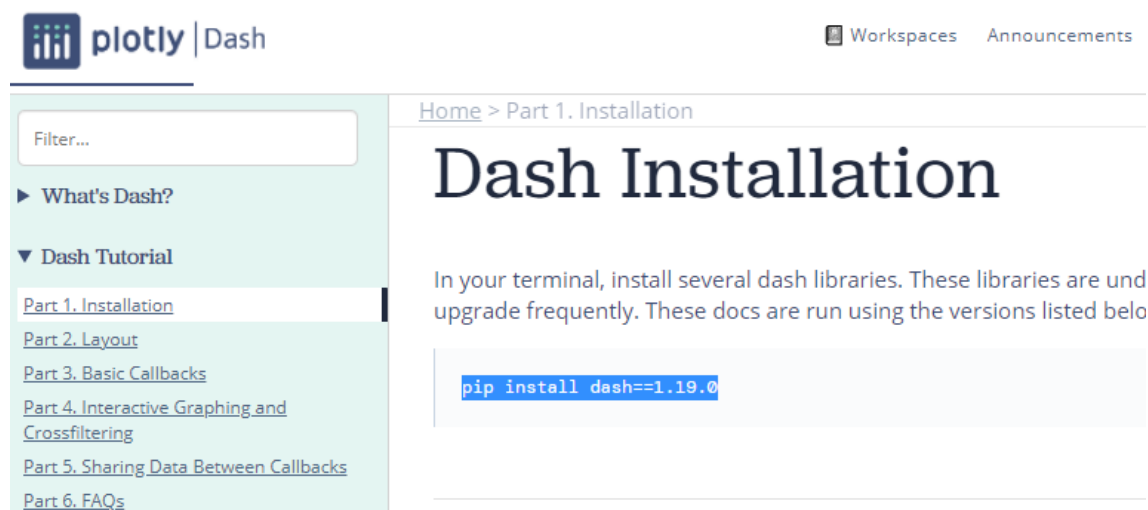 plotly | Dash
Workspaces Announcements
Filter...
What's Dash?
Dash Tutorial
Part 1. Installation
Part 2. Layout
Part 3. Basic Callbacks
Part 4. Interactive Graphing and
Crossfiltering
Part 5. Sharing Data Between Callbacks
Part 6. FAQs
Home > Part 1. Installation
Dash Installation
In your terminal, install several dash libraries. These libraries are und
upgrade frequently. These docs are run using the versions listed belo
pip install dash==1.19.0